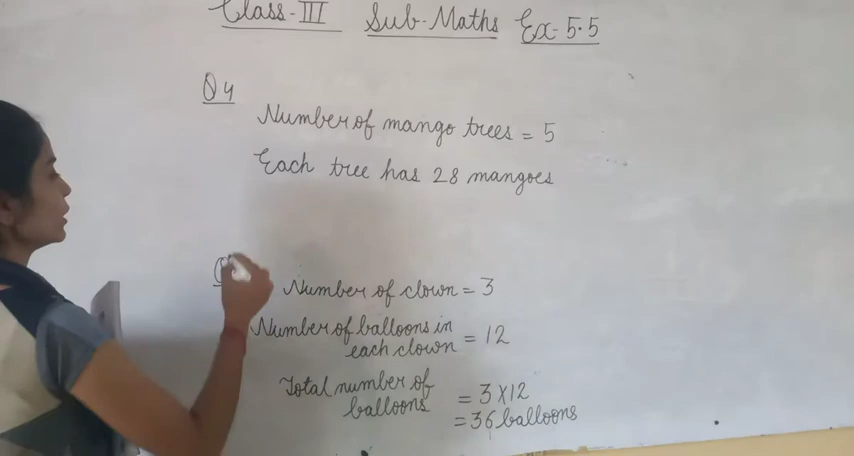 Class-III Sub-Maths Ex-5.5
Q4
Number of mango trees = 5
Each tree has 28 mangoes
Number of clown = 3
Number of balloons in
each clown = 12
Total number of
balloons = 3 X 12
= 36 balloons